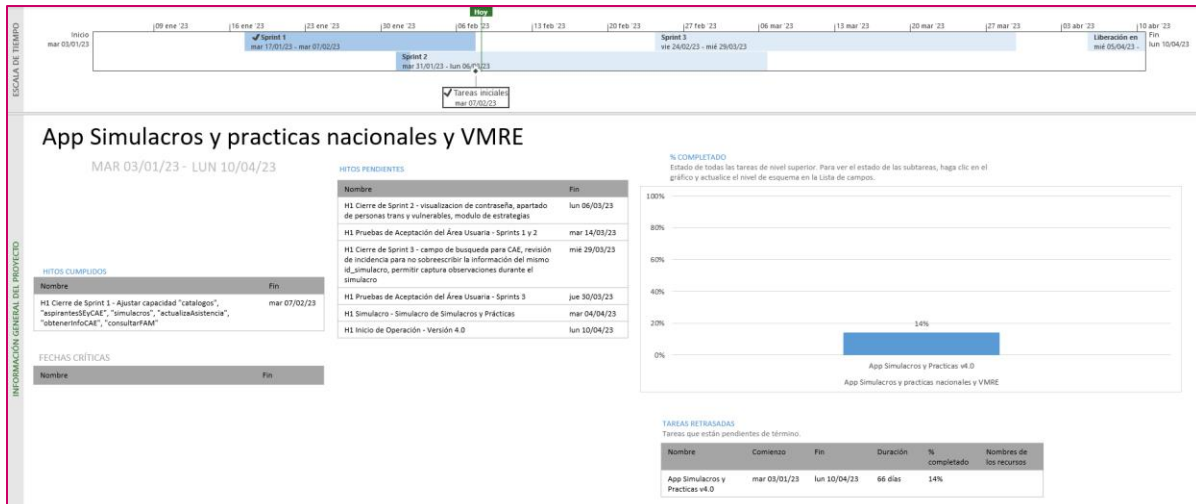 Hoy
|09 ene '23 |16 ene '23 |23 ene '23 |30 ene '23 |06 feb '23 |13 feb '23 |20 feb '23 |27 feb '23 |06 mar '23 |13 mar '23 |20 mar '23 |27 mar '23 |03 abr '23 |10 abr '23
ESCALA DE TIEMPO
Inicio
mar 03/01/23
✓ Sprint 1
mar 17/01/23 - mar 07/02/23
Sprint 2
mar 31/01/23 - lun 06/03/23
Sprint 3
vie 24/02/23 - mié 29/03/23
Liberación en
mié 05/04/23 -
Fin
lun 10/04/23
✓ Tareas iniciales
mar 07/02/23
INFORMACIÓN GENERAL DEL PROYECTO
App Simulacros y practicas nacionales y VMRE
MAR 03/01/23 - LUN 10/04/23
HITOS CUMPLIDOS
Nombre Fin
H1 Cierre de Sprint 1 - Ajustar capacidad "catalogos", mar 07/02/23
"aspirantesSEyCAE", "simulacros", "actualizaAsistencia",
"obtenerInfoCAE", "consultarFAM"
FECHAS CRÍTICAS
Nombre Fin
HITOS PENDIENTES
Nombre Fin
H1 Cierre de Sprint 2 - visualizacion de contraseña, apartado lun 06/03/23
de personas trans y vulnerables, modulo de estrategias
H1 Pruebas de Aceptación del Área Usuaria - Sprints 1 y 2 mar 14/03/23
H1 Cierre de Sprint 3 - campo de busqueda para CAE, revisión mié 29/03/23
de incidencia para no sobreescribir la información del mismo
id_simulacro, permitir captura observaciones durante el
simulacro
H1 Pruebas de Aceptación del Área Usuaria - Sprints 3 jue 30/03/23
H1 Simulacro - Simulacro de Simulacros y Prácticas mar 04/04/23
H1 Inicio de Operación - Versión 4.0 lun 10/04/23
% COMPLETADO
Estado de todas las tareas de nivel superior. Para ver el estado de las subtareas, haga clic en el
gráfico y actualice el nivel de esquema en la Lista de campos.
100%
80%
60%
40%
20%
0%
14%
App Simulacros y Practicas v4.0
App Simulacros y practicas nacionales y VMRE
TAREAS RETRASADAS
Tareas que están pendientes de término.
Nombre Comienzo Fin Duración % completado Nombres de los recursos
App Simulacros y mar 03/01/23 lun 10/04/23 66 días 14%
Practicas v4.0